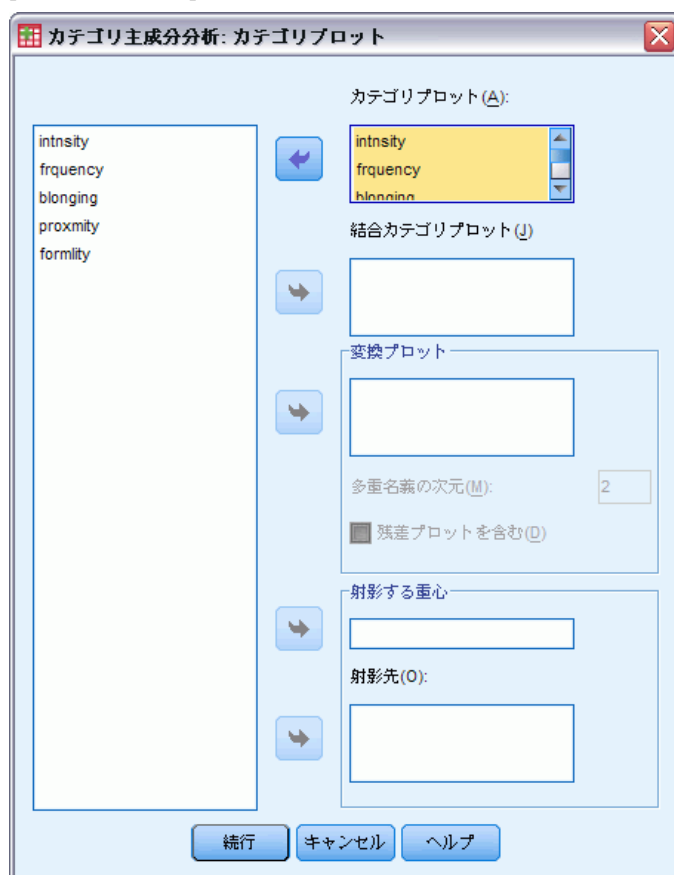 カテゴリ主成分分析: カテゴリプロット
カテゴリプロット(A):
intnsity
frquency
blonging
proxmity
formlity
intnsity
frquency
blonging
結合カテゴリプロット(J)
変換プロット
多重名義の次元(M):
2
残差プロットを含む(D)
射影する重心
射影先(O):
続行
キャンセル
ヘルプ